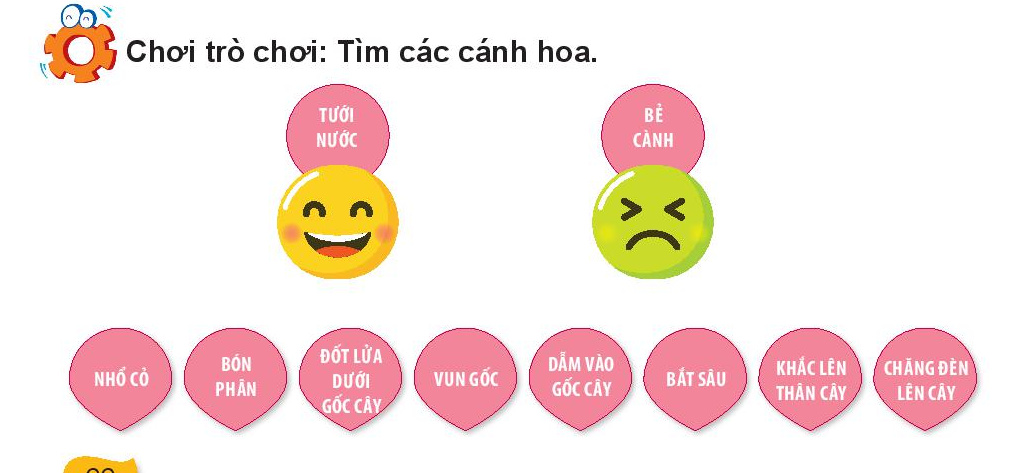 Chơi trò chơi: Tìm các cánh hoa.
TƯỚI
NƯỚC
BẺ
CÀNH
NHỔ CỎ
BÓN
PHÂN
ĐỐT LỬA
DƯỚI
GỐC CÂY
VUN GỐC
DẪM VÀO
GỐC CÂY
BẮT SÂU
KHẮC LÊN
THÂN CÂY
CHĂNG ĐÈN
LÊN CÂY